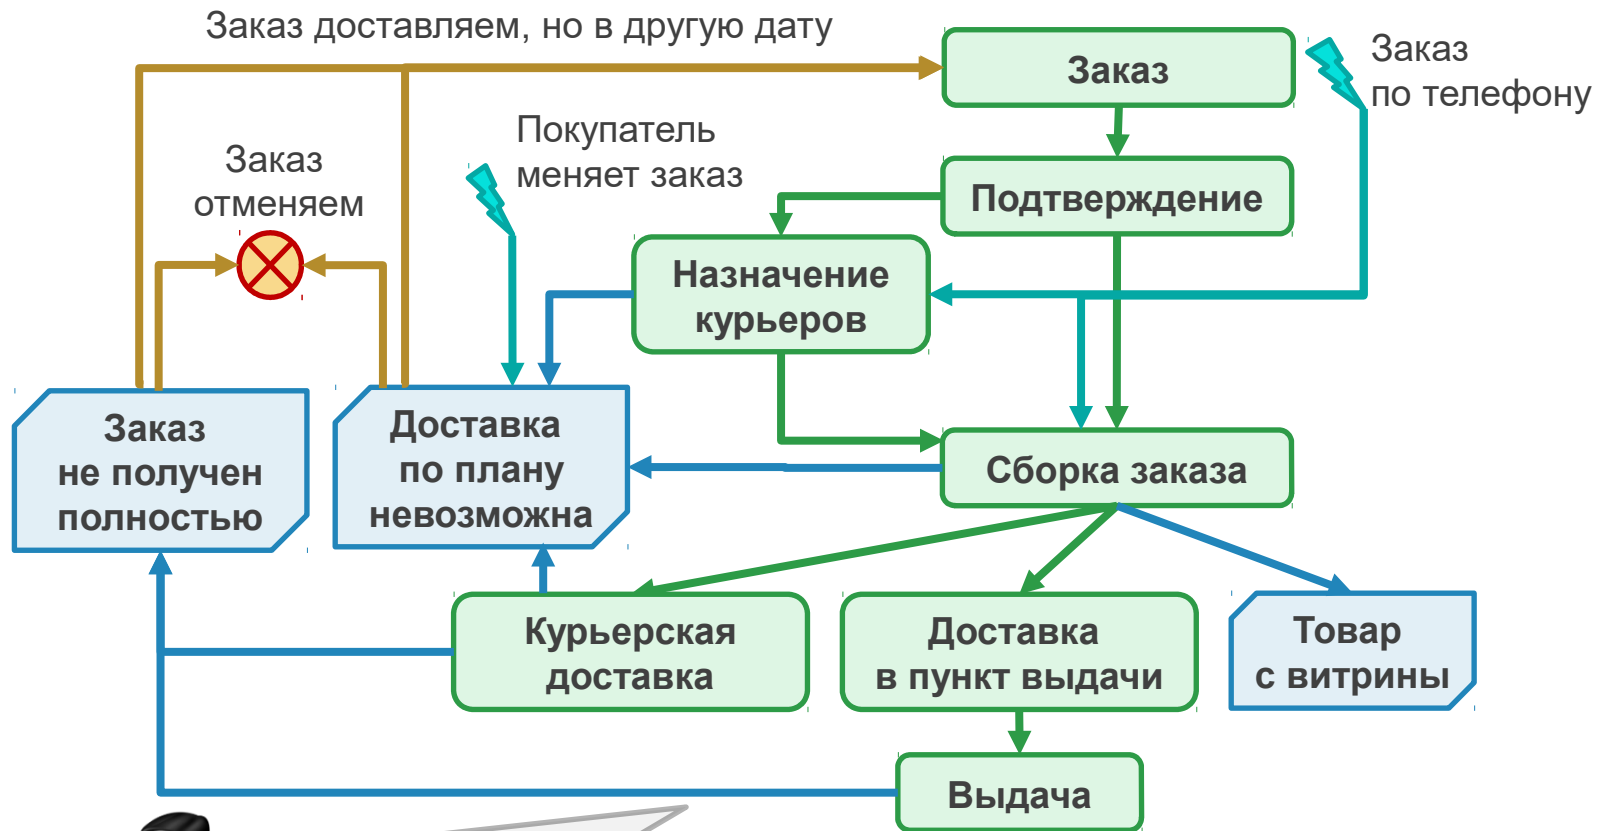 Заказ доставляем, но в другую дату
Заказ
Заказ
по телефону
Покупатель
меняет заказ
Заказ
отменяем
Подтверждение
Назначение
курьеров
Заказ
не получен
полностью
Доставка
по плану
невозможна
Сборка заказа
Курьерская
доставка
Доставка
в пункт выдачи
Товар
с витрины
Выдача